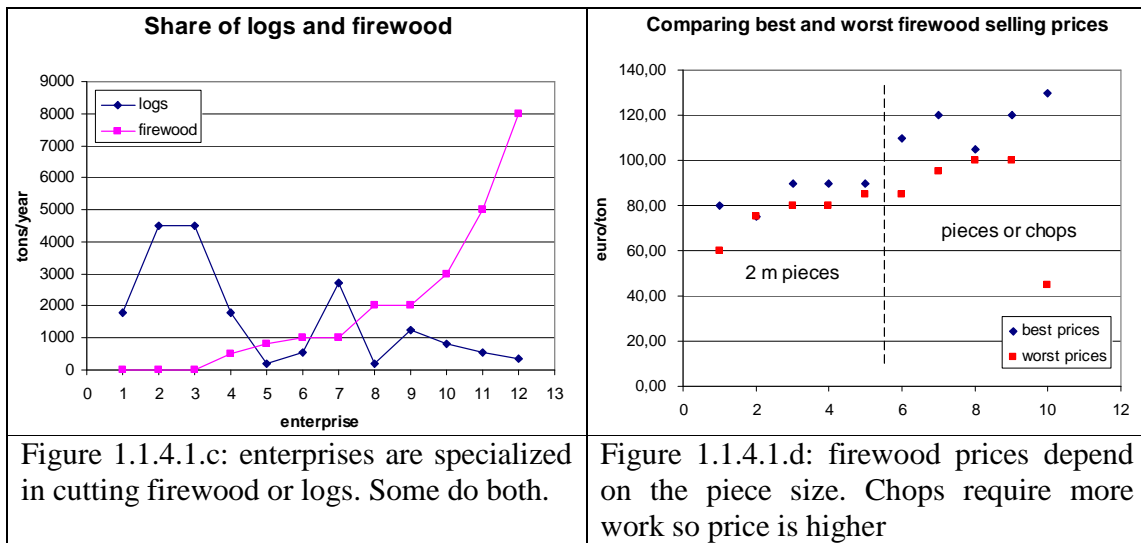 Share of logs and firewood
9000
8000
7000
6000
5000
4000
3000
2000
1000
0
tons/year
logs
firewood
0 1 2 3 4 5 6 7 8 9 10 11 12 13
enterprise
Comparing best and worst firewood selling prices
140,00
120,00
100,00
80,00
60,00
40,00
20,00
0,00
euro/ton
2 m pieces
pieces or chops
best prices
worst prices
0 2 4 6 8 10 12
Figure 1.1.4.1.c: enterprises are specialized
in cutting firewood or logs. Some do both.
Figure 1.1.4.1.d: firewood prices depend
on the piece size. Chops require more
work so price is higher